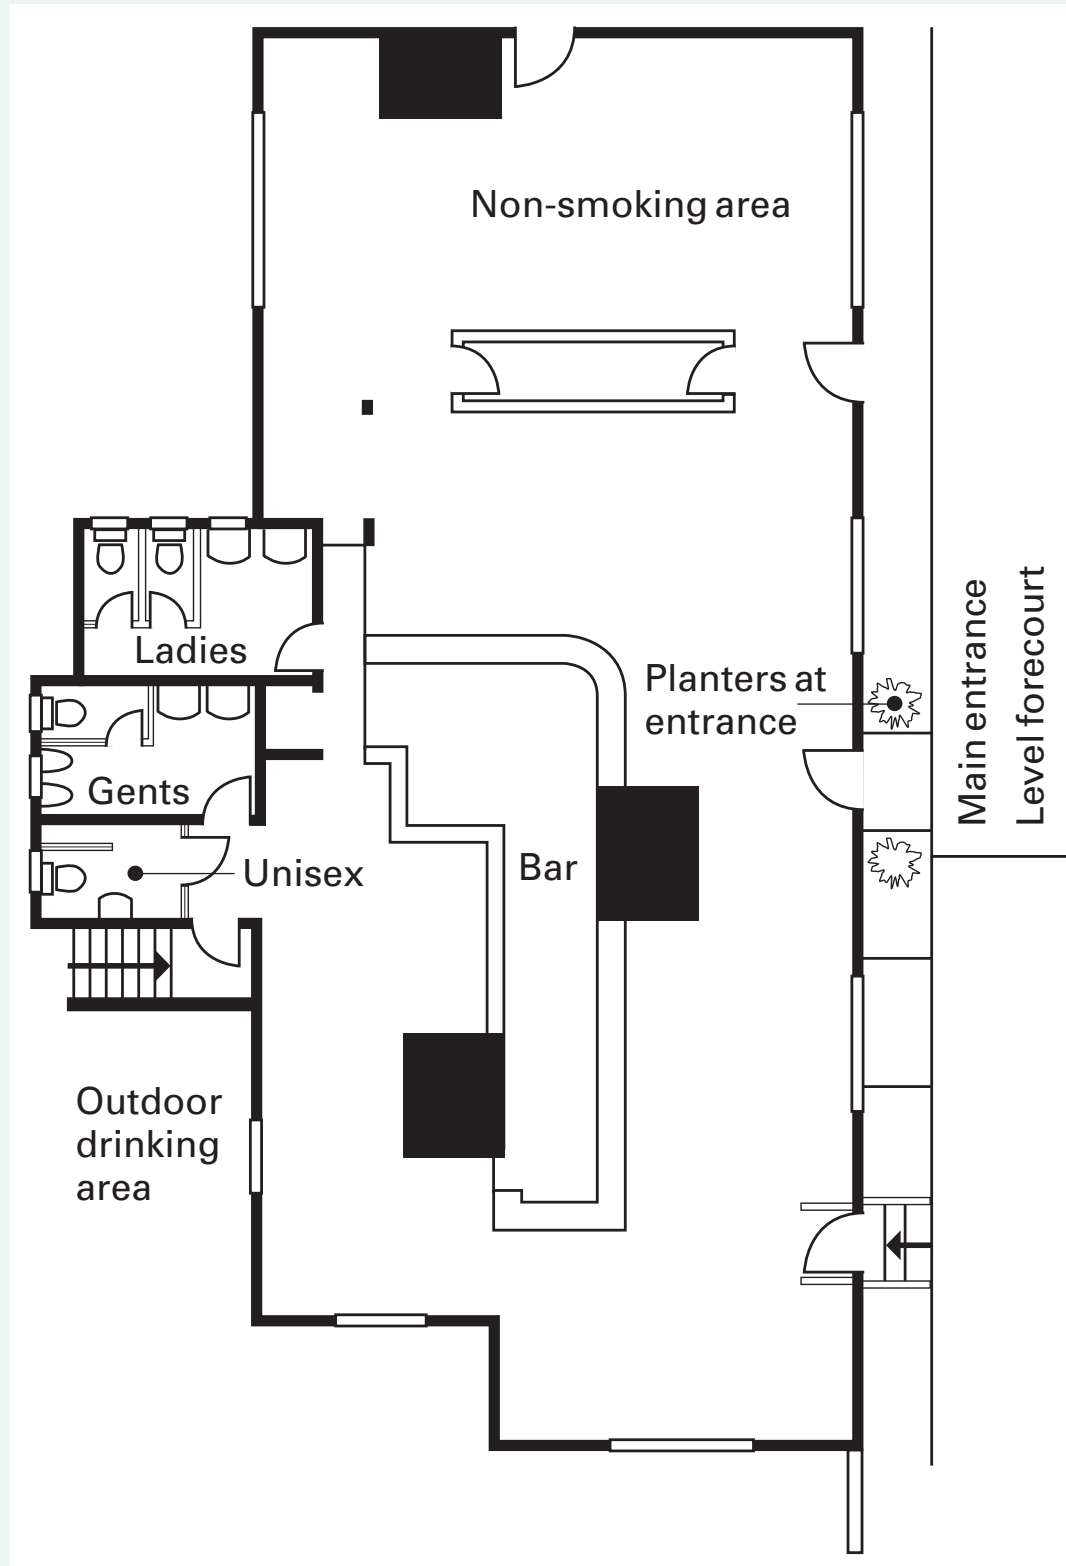 Non-smoking area
Ladies
Planters at
entrance
Main entrance
Level forecourt
Gents
Bar
Unisex
Outdoor
drinking
area